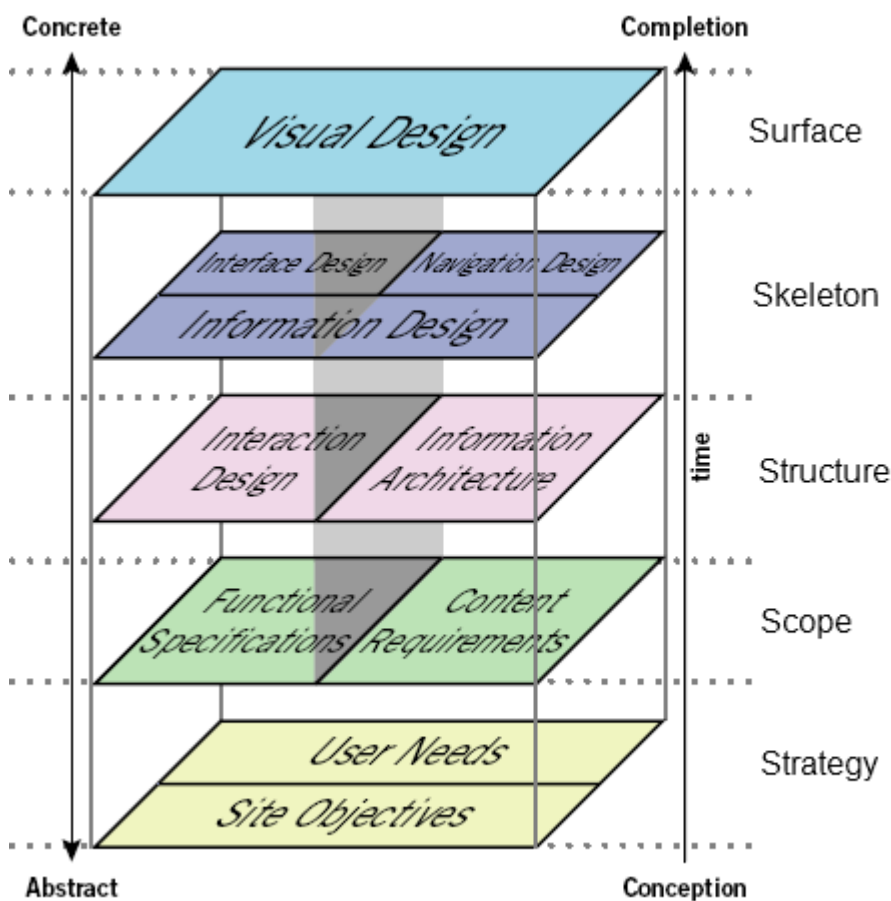 Concrete
Completion
Visual Design
Surface
Interface Design
Navigation Design
Information Design
Skeleton
Interaction
Design
Information
Architecture
time
Structure
Functional
Specifications
Content
Requirements
Scope
User Needs
Site Objectives
Strategy
Abstract
Conception